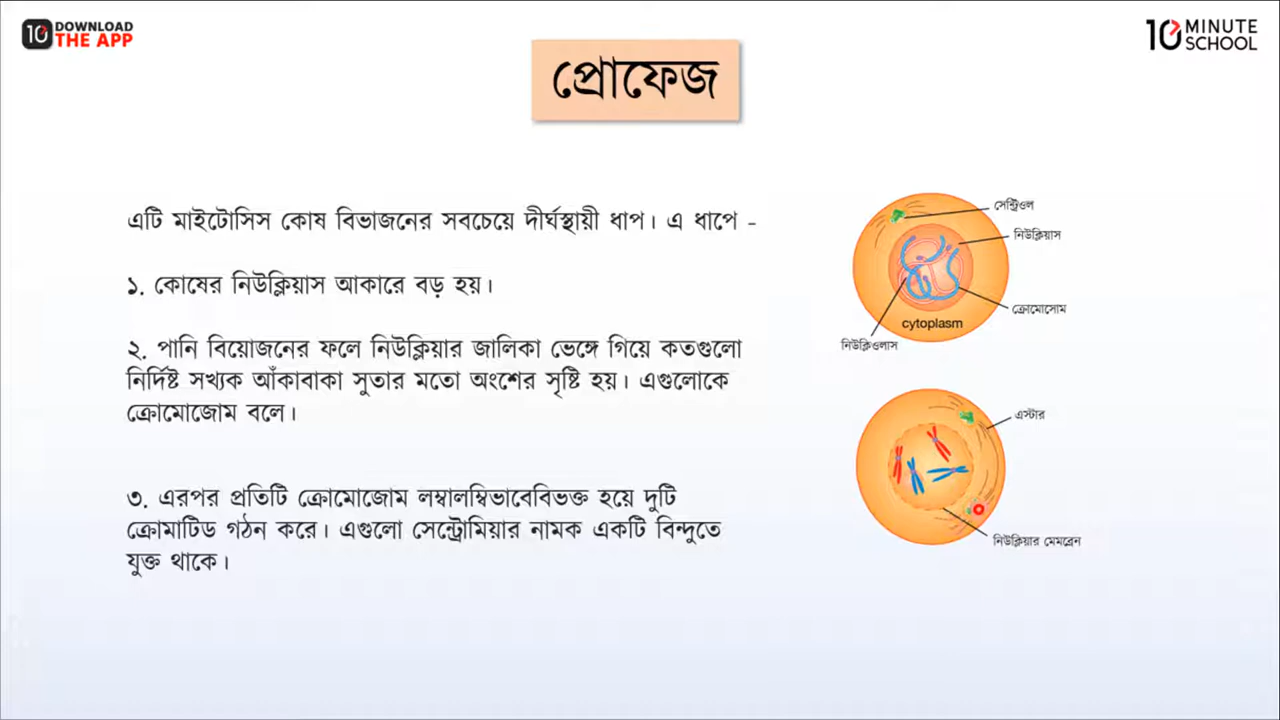 10 DOWNLOAD
THE APP
10 MINUTE
SCHOOL
প্রোফেজ
এটি মাইটোসিস কোষ বিভাজনের সবচেয়ে দীর্ঘস্থায়ী ধাপ। এ ধাপে -
১. কোষের নিউক্লিয়াস আকারে বড় হয়।
২. পানি বিয়োজনের ফলে নিউক্লিয়ার জালিকা ভেঙ্গে গিয়ে কতগুলো
নির্দিষ্ট সখ্যক আঁকাবাকা সুতার মতো অংশের সৃষ্টি হয়। এগুলোকে
ক্রোমোজোম বলে।
৩. এরপর প্রতিটি ক্রোমোজোম লম্বালম্বিভাবেবিভক্ত হয়ে দুটি
ক্রোমাটিড গঠন করে। এগুলো সেন্ট্রোমিয়ার নামক একটি বিন্দুতে
যুক্ত থাকে।
সেন্ট্রিওল
নিউক্লিয়াস
ক্রোমোসোম
cytoplasm
নিউক্লিওলাস
এস্টার
নিউক্লিয়ার মেমব্রেন